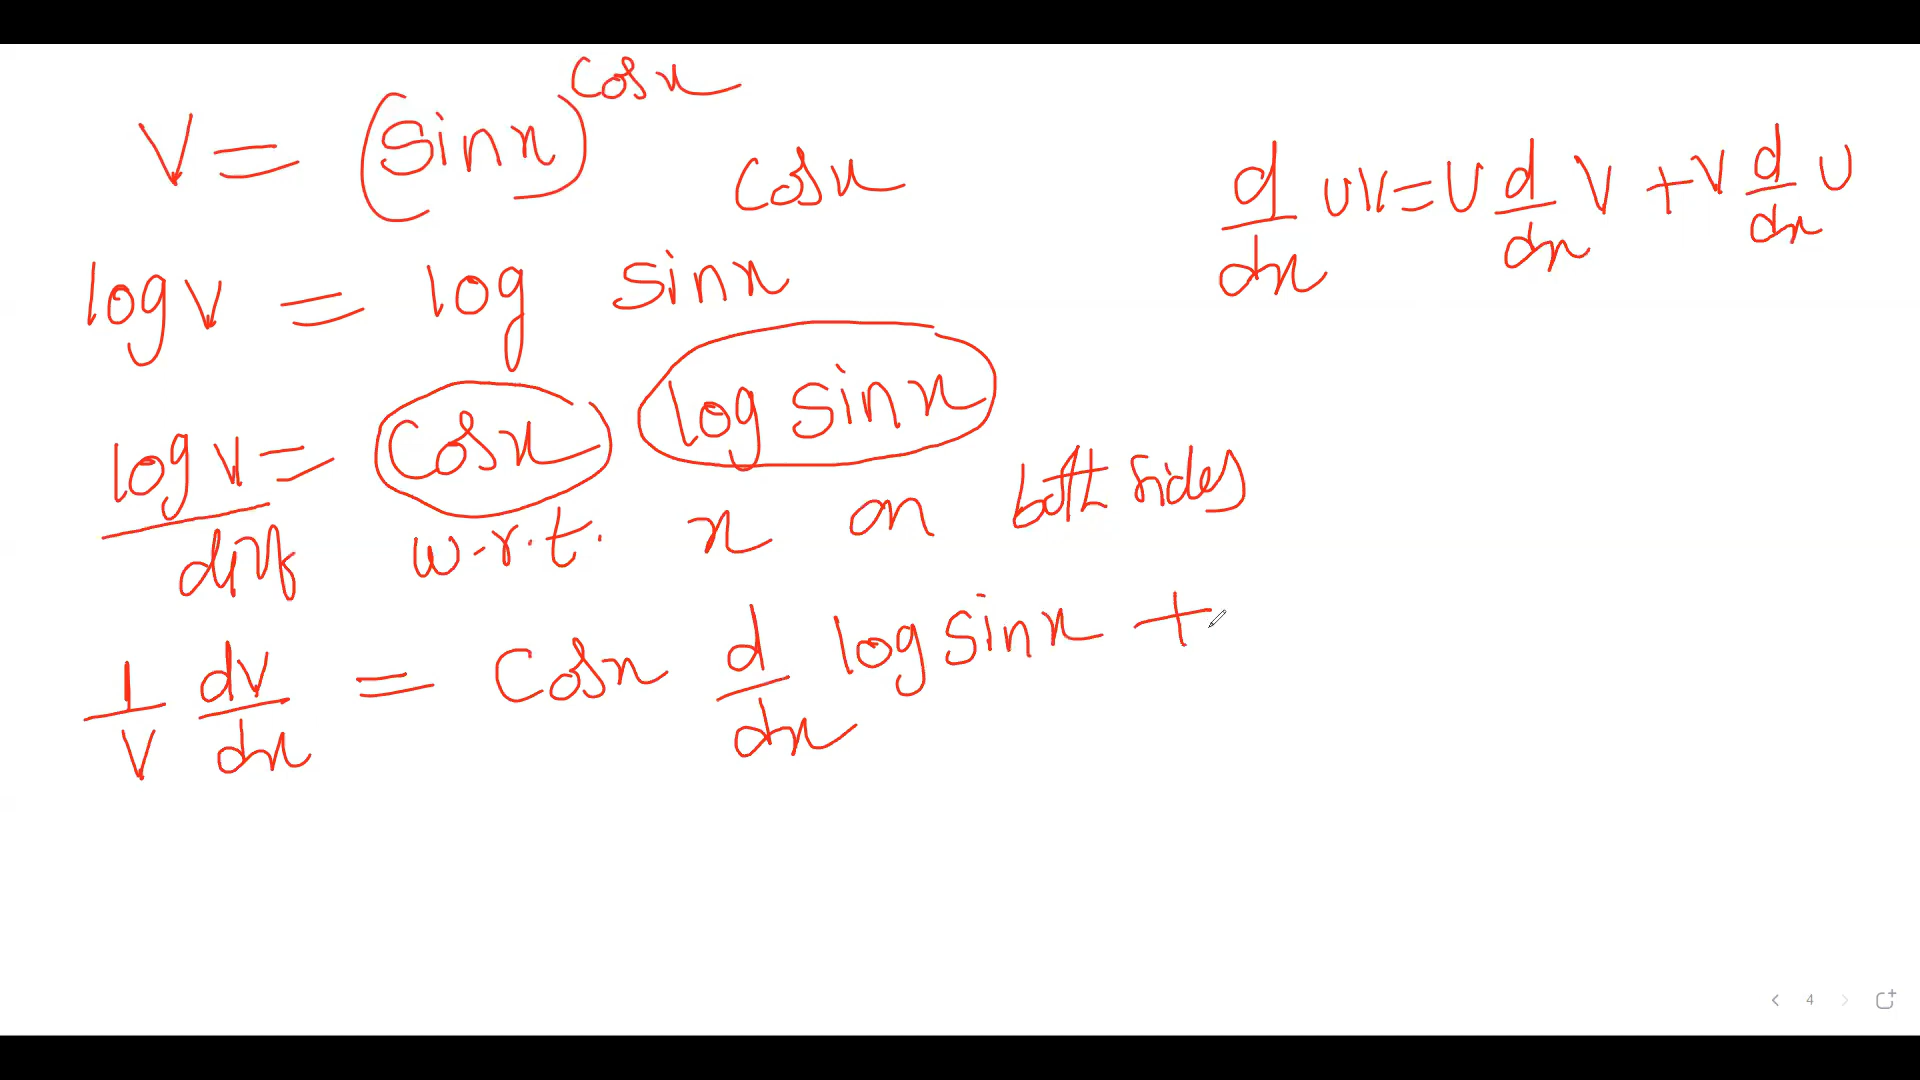 V = (sinx)^cosx
d/dx UV = U d/dx V + V d/dx U
log V = log sinx^cosx
log V = cosx log sinx
diff w.r.t. x on both sides
1/V dv/dx = cosx d/dx log sinx +
4